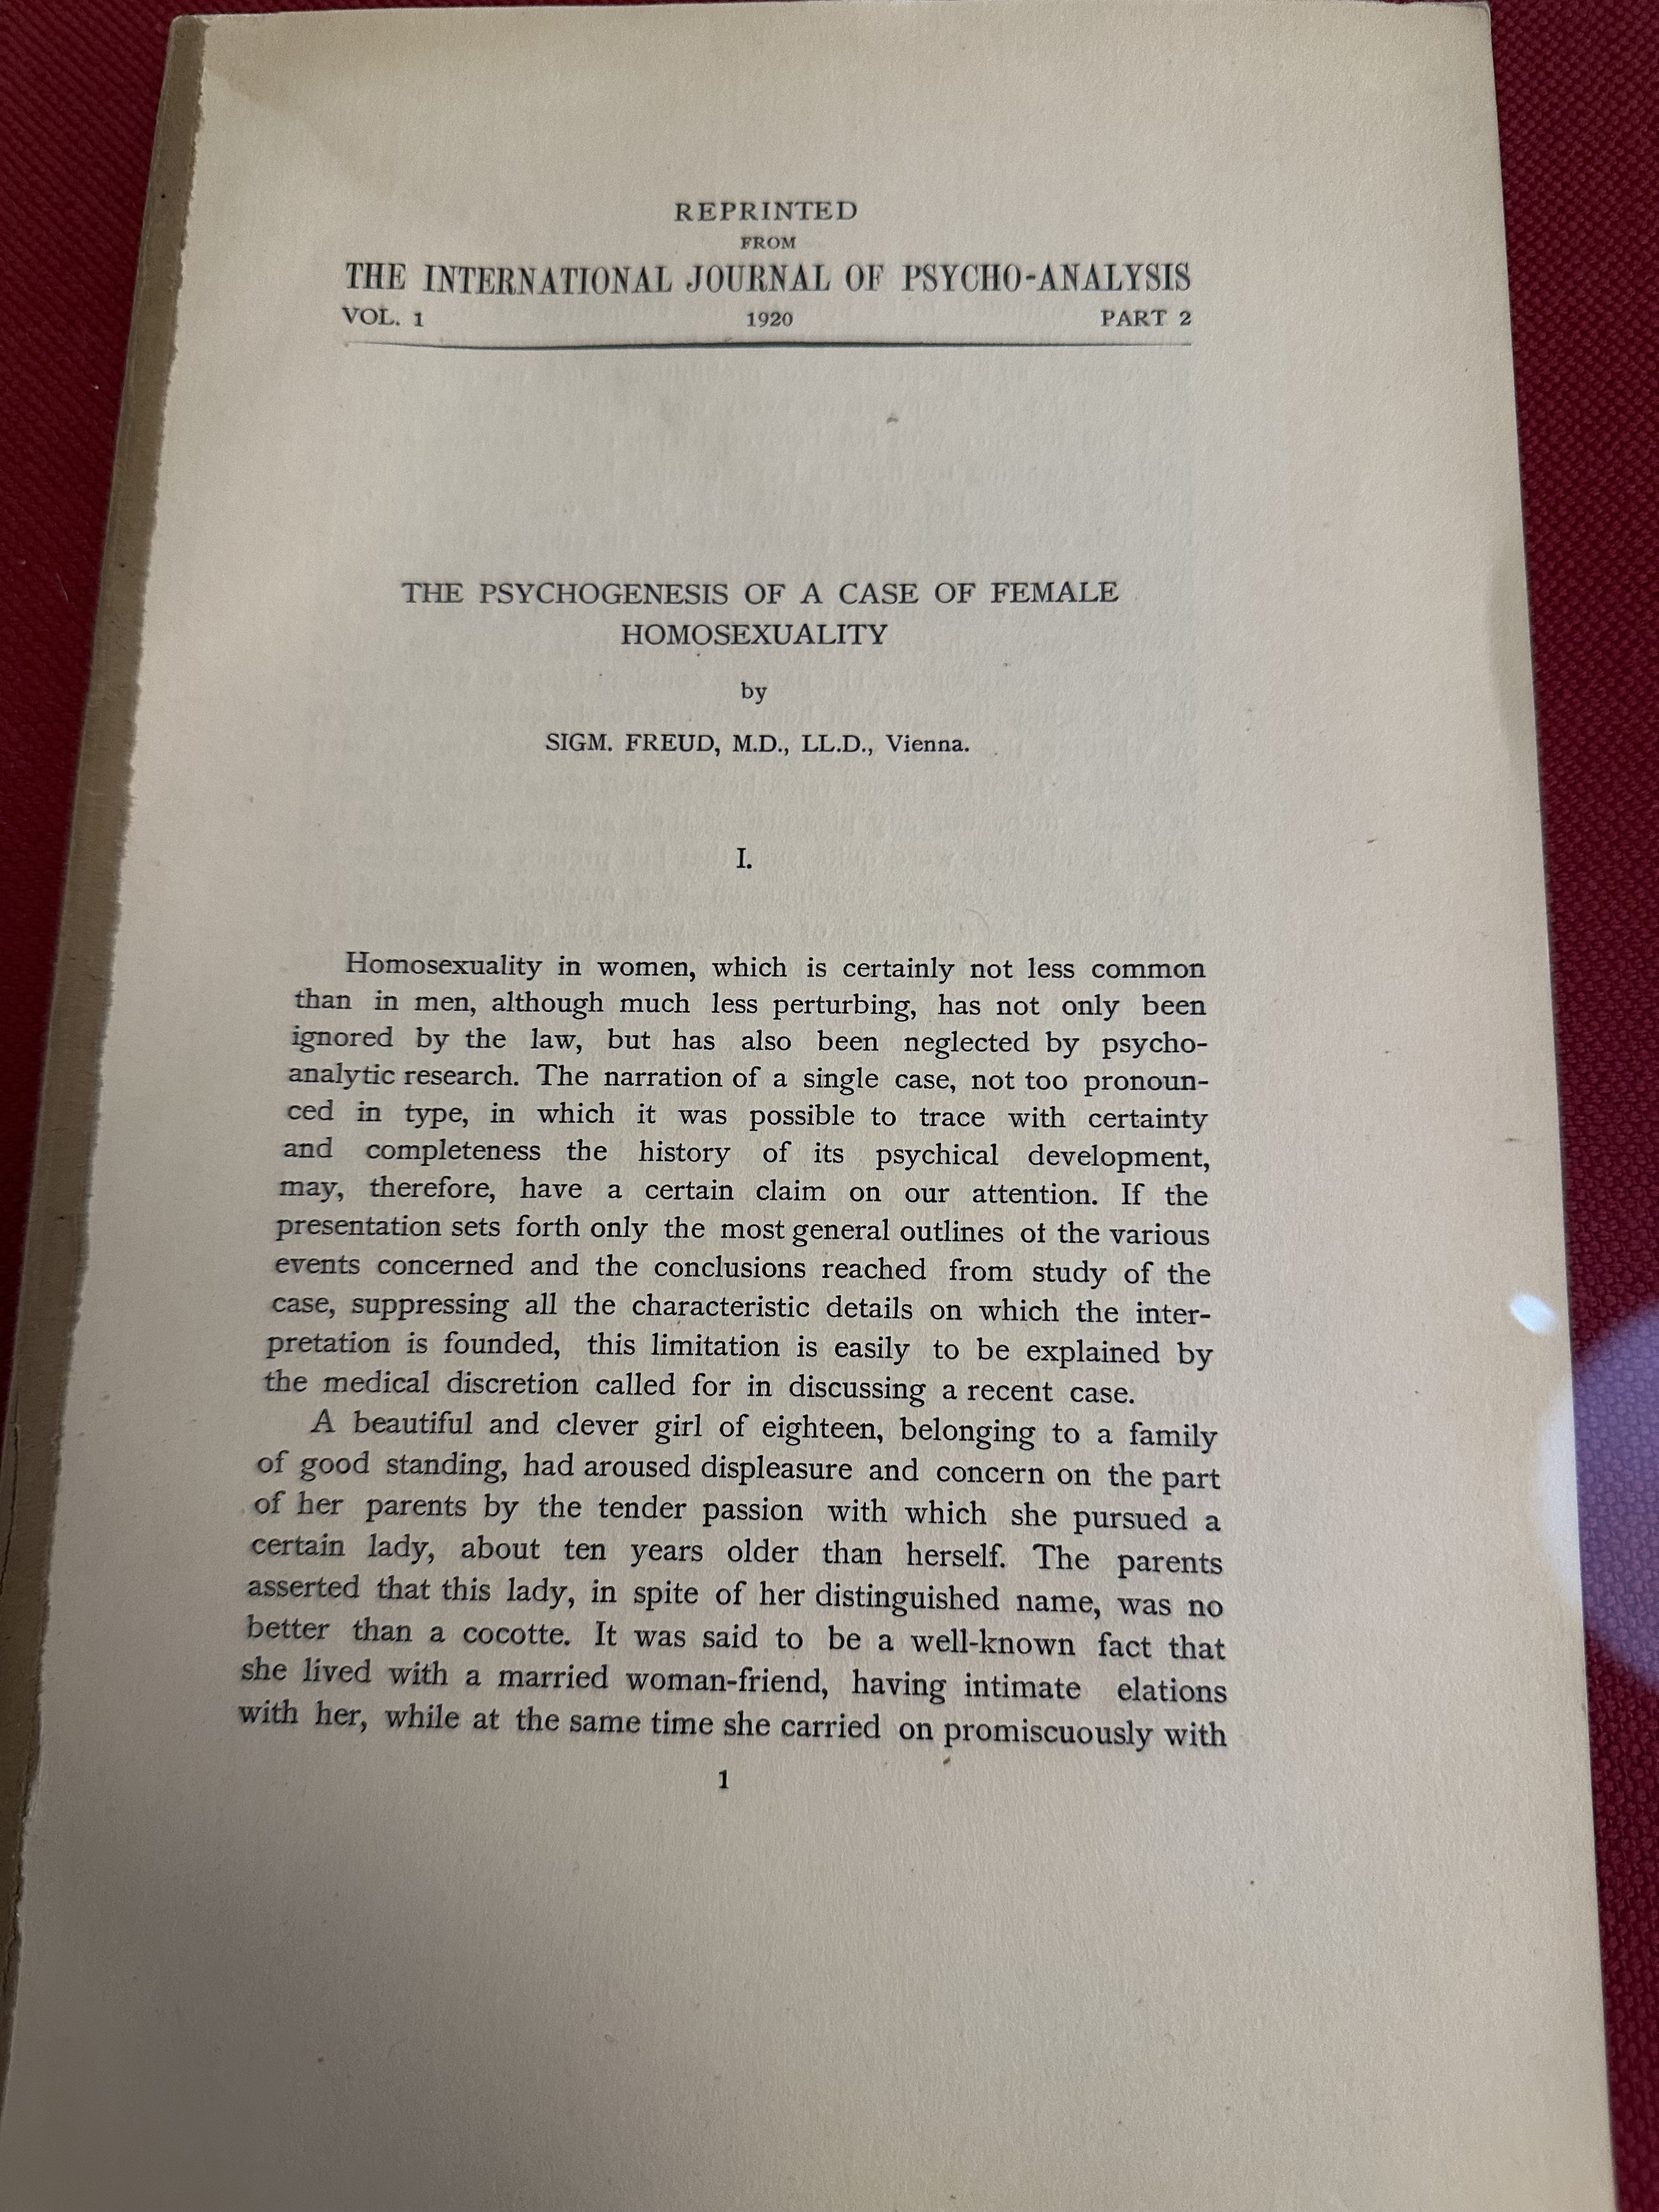 REPRINTED
FROM
THE INTERNATIONAL JOURNAL OF PSYCHO-ANALYSIS
VOL. 1 1920 PART 2
THE PSYCHOGENESIS OF A CASE OF FEMALE
HOMOSEXUALITY
by
SIGM. FREUD, M.D., LL.D., Vienna.
I.
Homosexuality in women, which is certainly not less common
than in men, although much less perturbing, has not only been
ignored by the law, but has also been neglected by psycho-
analytic research. The narration of a single case, not too pronoun-
ced in type, in which it was possible to trace with certainty
and completeness the history of its psychical development,
may, therefore, have a certain claim on our attention. If the
presentation sets forth only the most general outlines of the various
events concerned and the conclusions reached from study of the
case, suppressing all the characteristic details on which the inter-
pretation is founded, this limitation is easily to be explained by
the medical discretion called for in discussing a recent case.
A beautiful and clever girl of eighteen, belonging to a family
of good standing, had aroused displeasure and concern on the part
of her parents by the tender passion with which she pursued a
certain lady, about ten years older than herself. The parents
asserted that this lady, in spite of her distinguished name, was no
better than a cocotte. It was said to be a well-known fact that
she lived with a married woman-friend, having intimate elations
with her, while at the same time she carried on promiscuously with
1